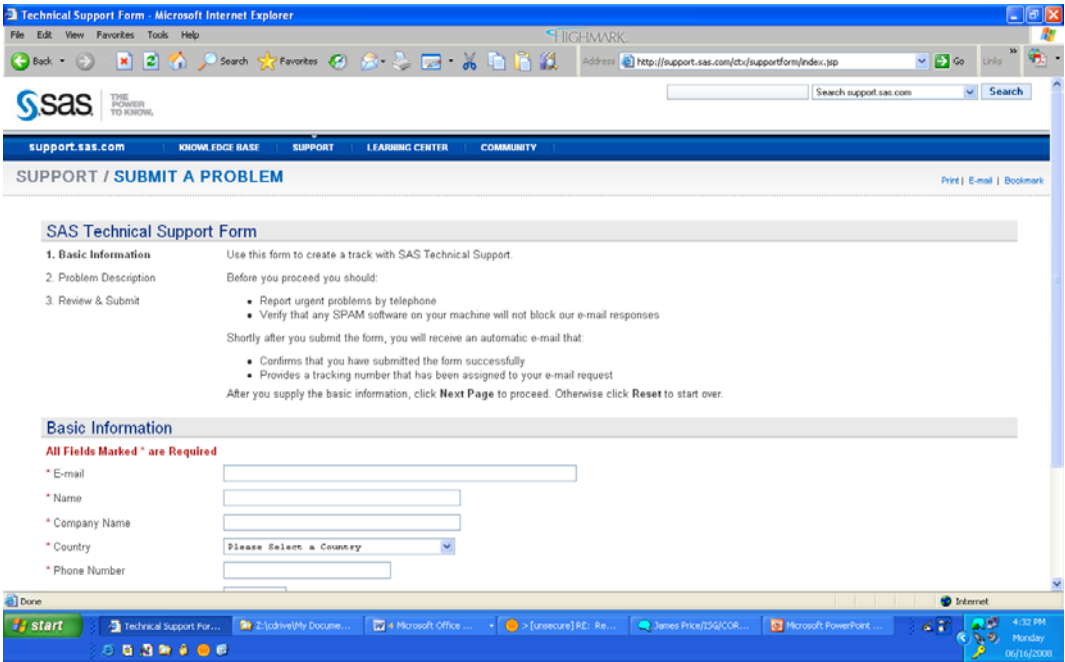 Technical Support Form - Microsoft Internet Explorer
File Edit View Favorites Tools Help
HIGHMARK.
Back Search Favorites Address http://support.sas.com/ctx/supportform/index.jsp Go Links »
sas THE POWER TO KNOW.
Search support.sas.com Search
support.sas.com KNOWLEDGE BASE SUPPORT LEARNING CENTER COMMUNITY
SUPPORT / SUBMIT A PROBLEM
Print | E-mail | Bookmark
SAS Technical Support Form
1. Basic Information
2. Problem Description
3. Review & Submit
Use this form to create a track with SAS Technical Support.
Before you proceed you should:
• Report urgent problems by telephone
• Verify that any SPAM software on your machine will not block our e-mail responses
Shortly after you submit the form, you will receive an automatic e-mail that:
• Confirms that you have submitted the form successfully
• Provides a tracking number that has been assigned to your e-mail request
After you supply the basic information, click Next Page to proceed. Otherwise click Reset to start over.
Basic Information
All Fields Marked * are Required
* E-mail
* Name
* Company Name
* Country Please Select a Country
* Phone Number
Done Internet
start Technical Support For... Z:\cdrive\My Docume... 4 Microsoft Office ... > [unsecure] RE: Re... James Price/ISG/COR... Microsoft PowerPoint ...
4:32 PM
Monday
06/16/2008